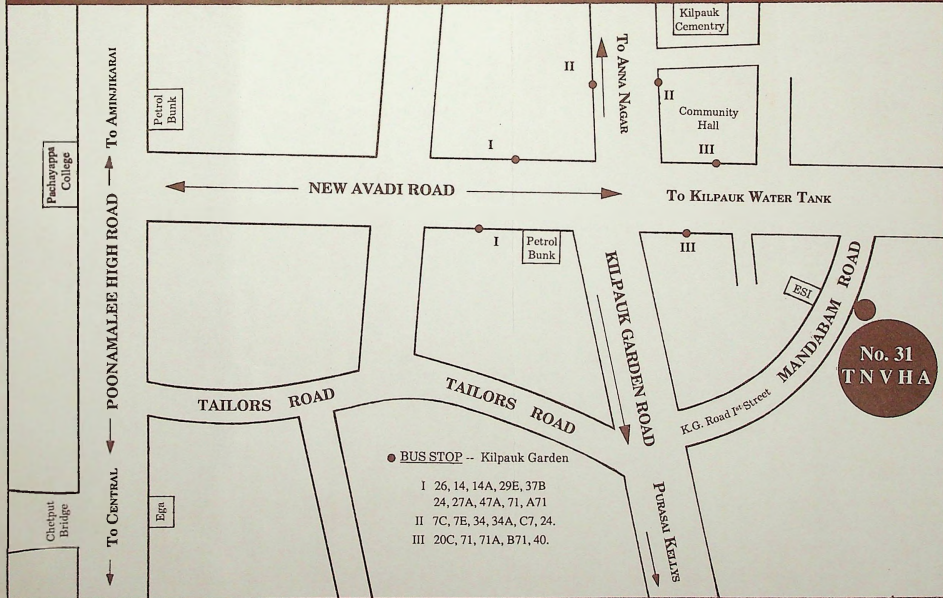 Kilpauk
Cementry
To Aminjikarai
Petrol
Bunk
II
To Anna Nagar
II
Community
Hall
III
I
Pachayappa
College
NEW AVADI ROAD
To Kilpauk Water Tank
POONAMALEE HIGH ROAD
I
Petrol
Bunk
III
KILPAUK GARDEN ROAD
ESI
MANDABAM ROAD
No. 31
TNVHA
TAILORS ROAD
TAILORS ROAD
K.G. Road Ist Street
BUS STOP -- Kilpauk Garden
I 26, 14, 14A, 29E, 37B
24, 27A, 47A, 71, A71
II 7C, 7E, 34, 34A, C7, 24.
III 20C, 71, 71A, B71, 40.
Purasai Kellys
To Central
Chetput
Bridge
Ega